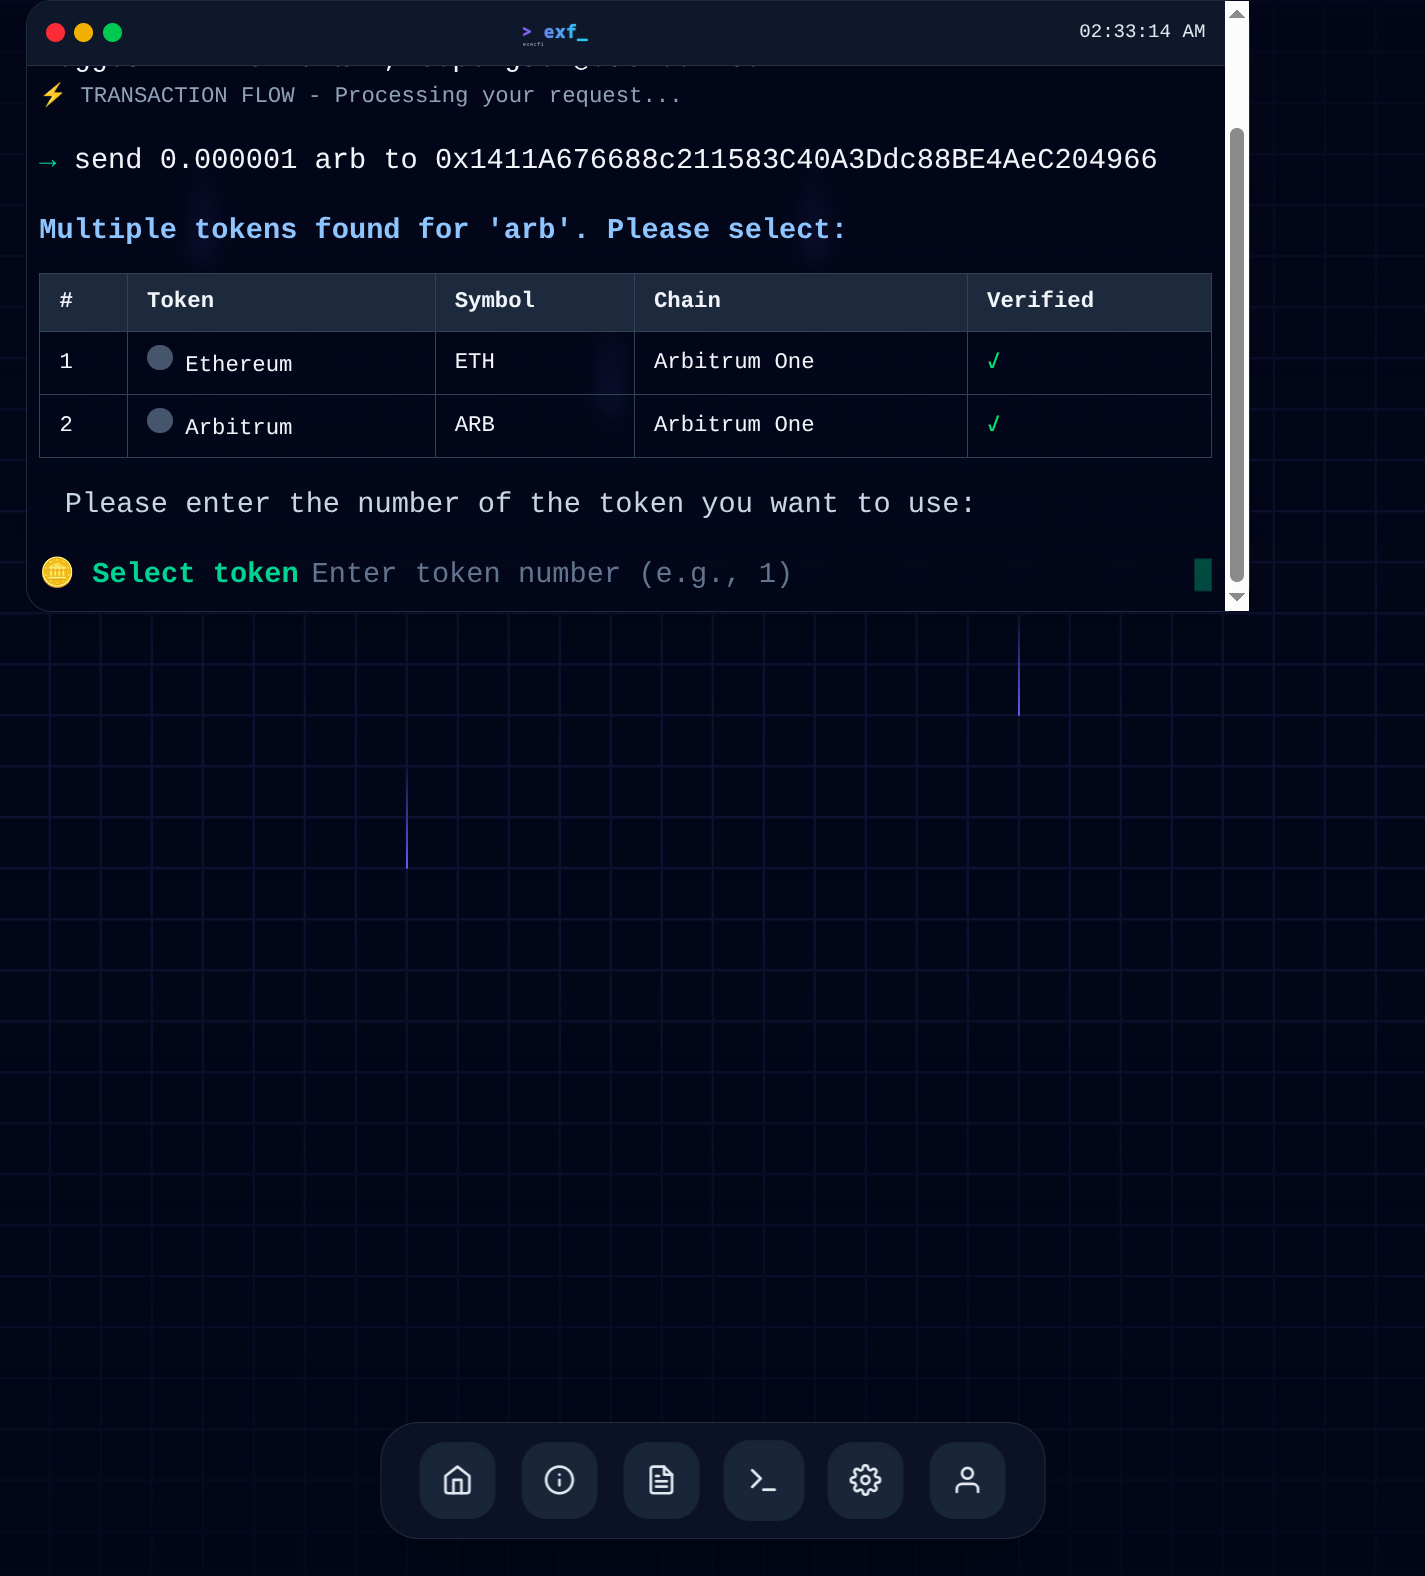 > exf_
execfi
02:33:14 AM
⚡ TRANSACTION FLOW - Processing your request...
→ send 0.000001 arb to 0x1411A676688c211583C40A3Ddc88BE4AeC204966
Multiple tokens found for 'arb'. Please select:
# Token Symbol Chain Verified
1 Ethereum ETH Arbitrum One ✓
2 Arbitrum ARB Arbitrum One ✓
Please enter the number of the token you want to use:
🪙 Select token Enter token number (e.g., 1)